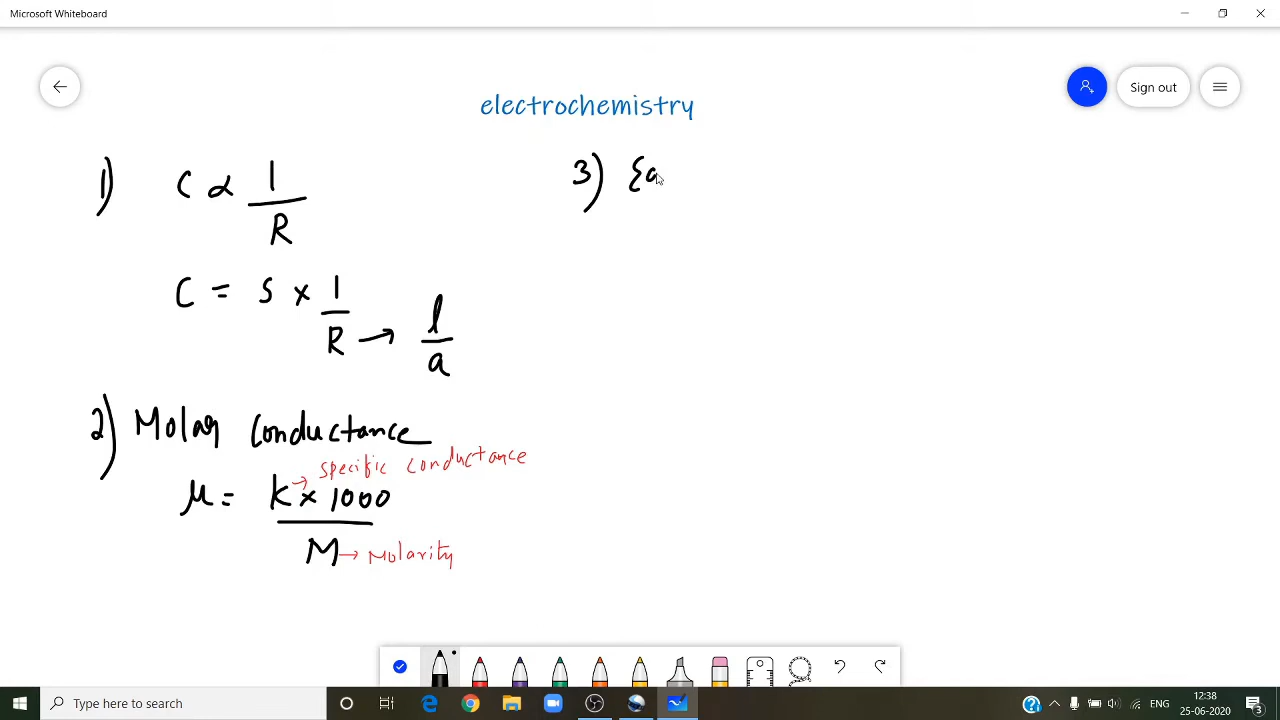 Microsoft Whiteboard
Sign out
electrochemistry
1) C ∝ 1/R
C = S × 1/R → l/a
2) Molar Conductance
μ = K × 1000 / M
→ specific conductance
→ Molarity
3)
Type here to search
ENG
12:38
25-06-2020
3